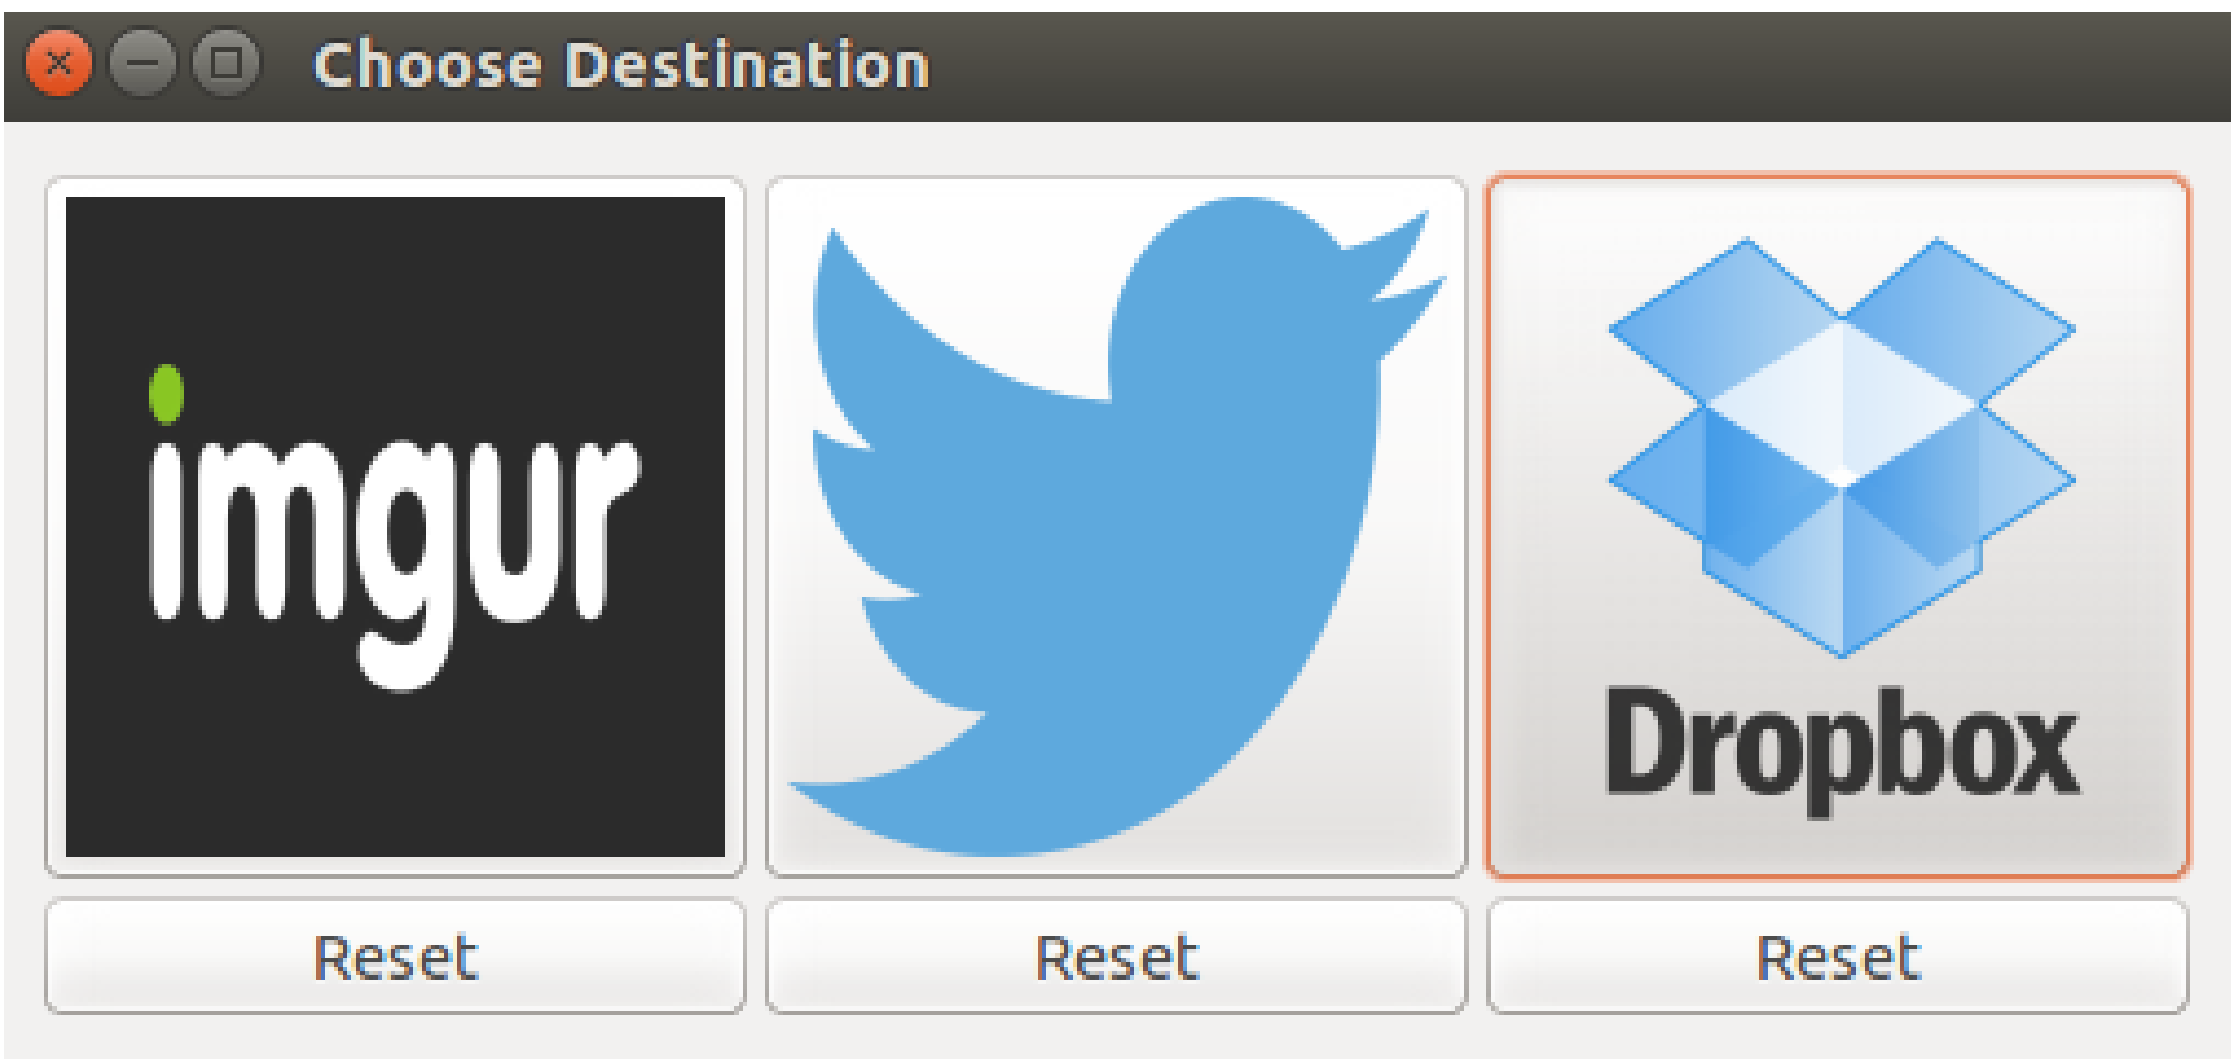 Choose Destination
imgur
Dropbox
Reset
Reset
Reset